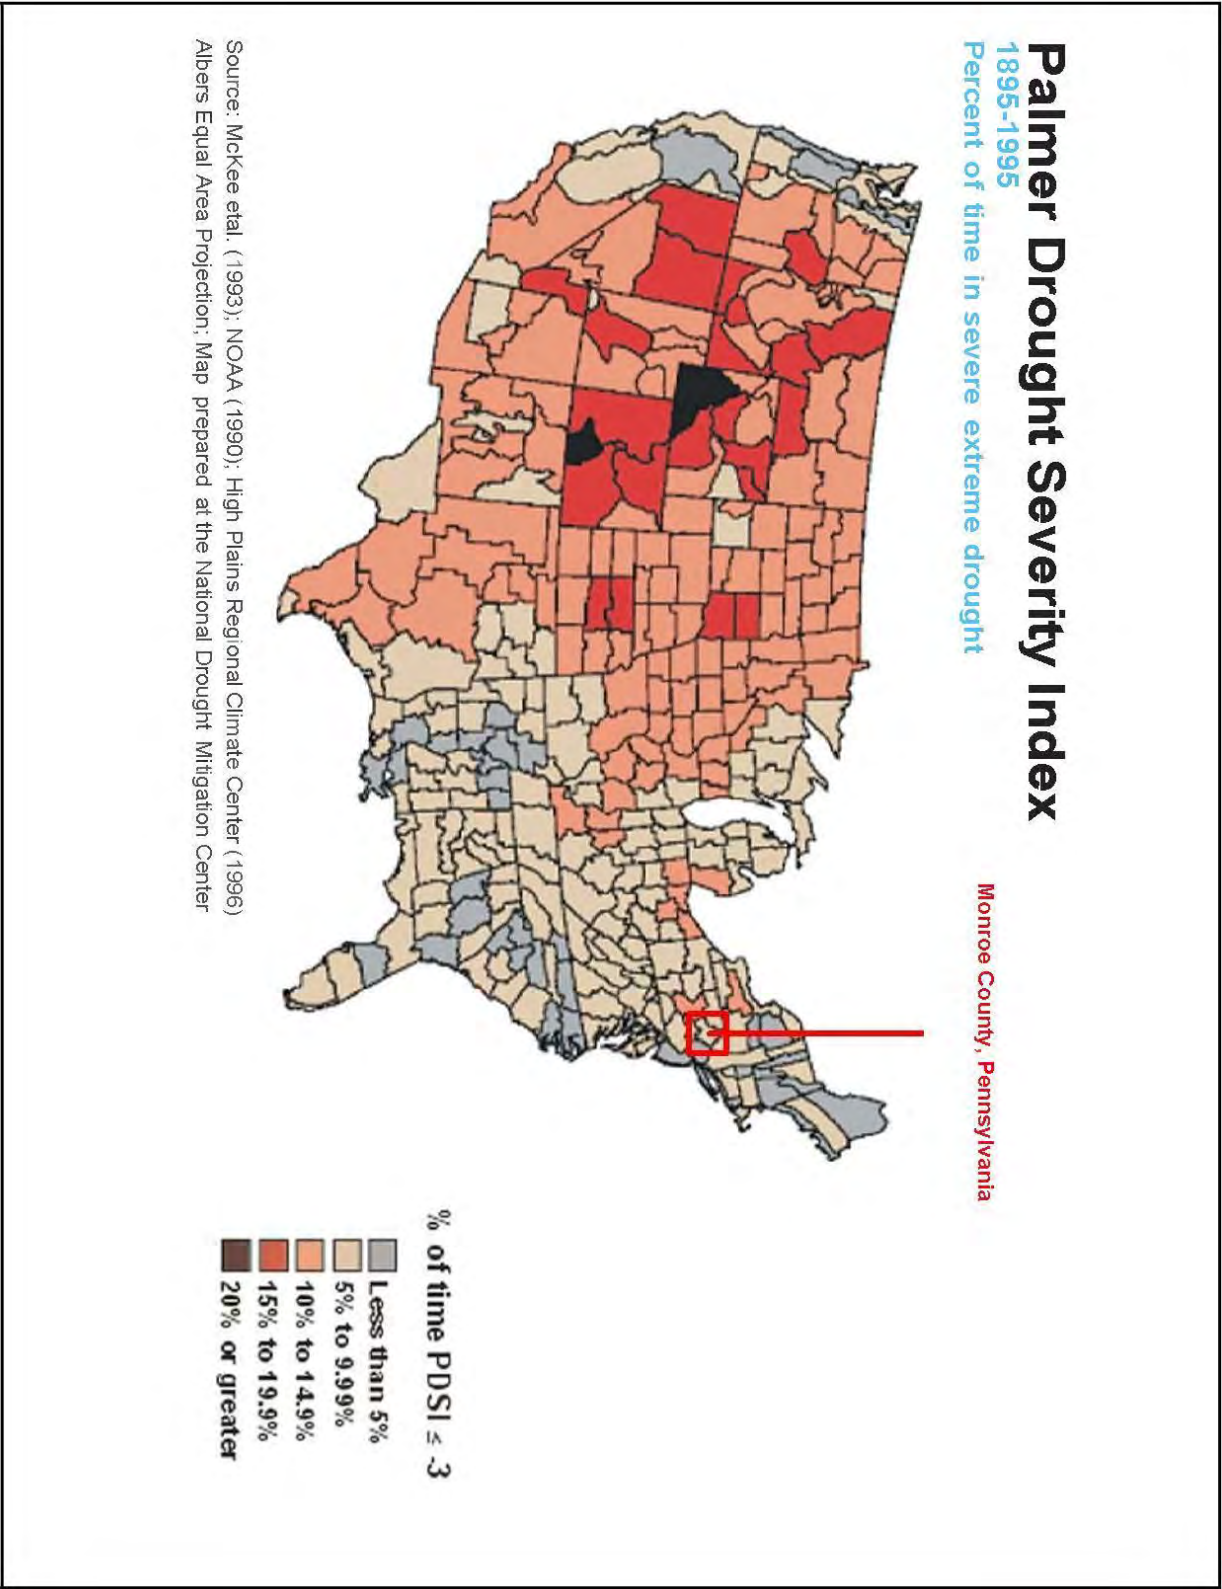 Palmer Drought Severity Index
1895-1995
Percent of time in severe extreme drought
Monroe County, Pennsylvania
% of time PDSI ≤ -3
Less than 5%
5% to 9.99%
10% to 14.9%
15% to 19.9%
20% or greater
Source: McKee etal. (1993); NOAA (1990); High Plains Regional Climate Center (1996)
Albers Equal Area Projection; Map prepared at the National Drought Mitigation Center